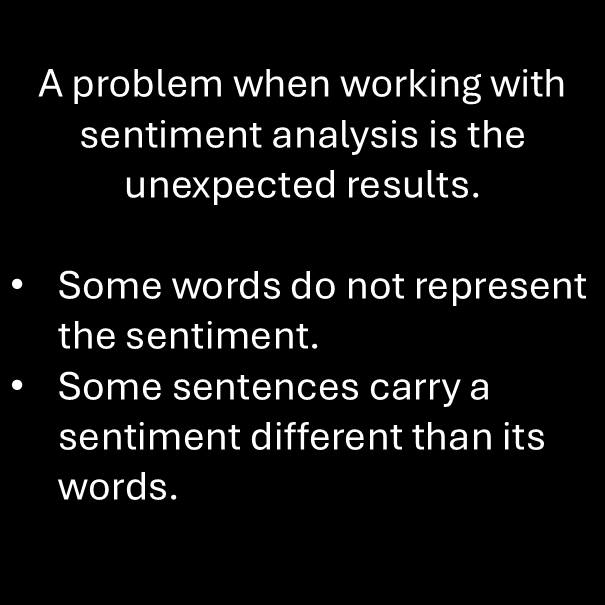 A problem when working with
sentiment analysis is the
unexpected results.
• Some words do not represent
the sentiment.
• Some sentences carry a
sentiment different than its
words.